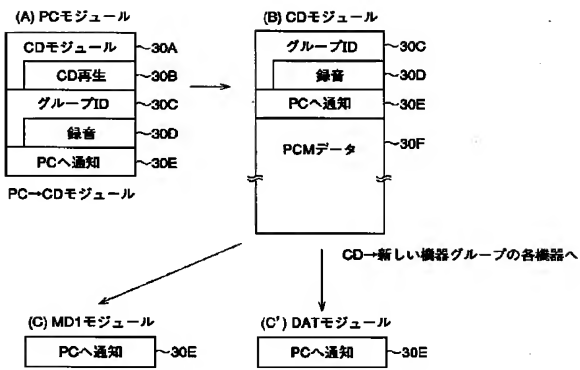 (A) PCモジュール
CDモジュール ~30A
CD再生 ~30B
グループID ~30C
録音 ~30D
PCへ通知 ~30E
PC→CDモジュール
(B) CDモジュール
グループID ~30C
録音 ~30D
PCへ通知 ~30E
PCMデータ ~30F
CD→新しい機器グループの各機器へ
(C) MD1モジュール
PCへ通知 ~30E
(C') DATモジュール
PCへ通知 ~30E